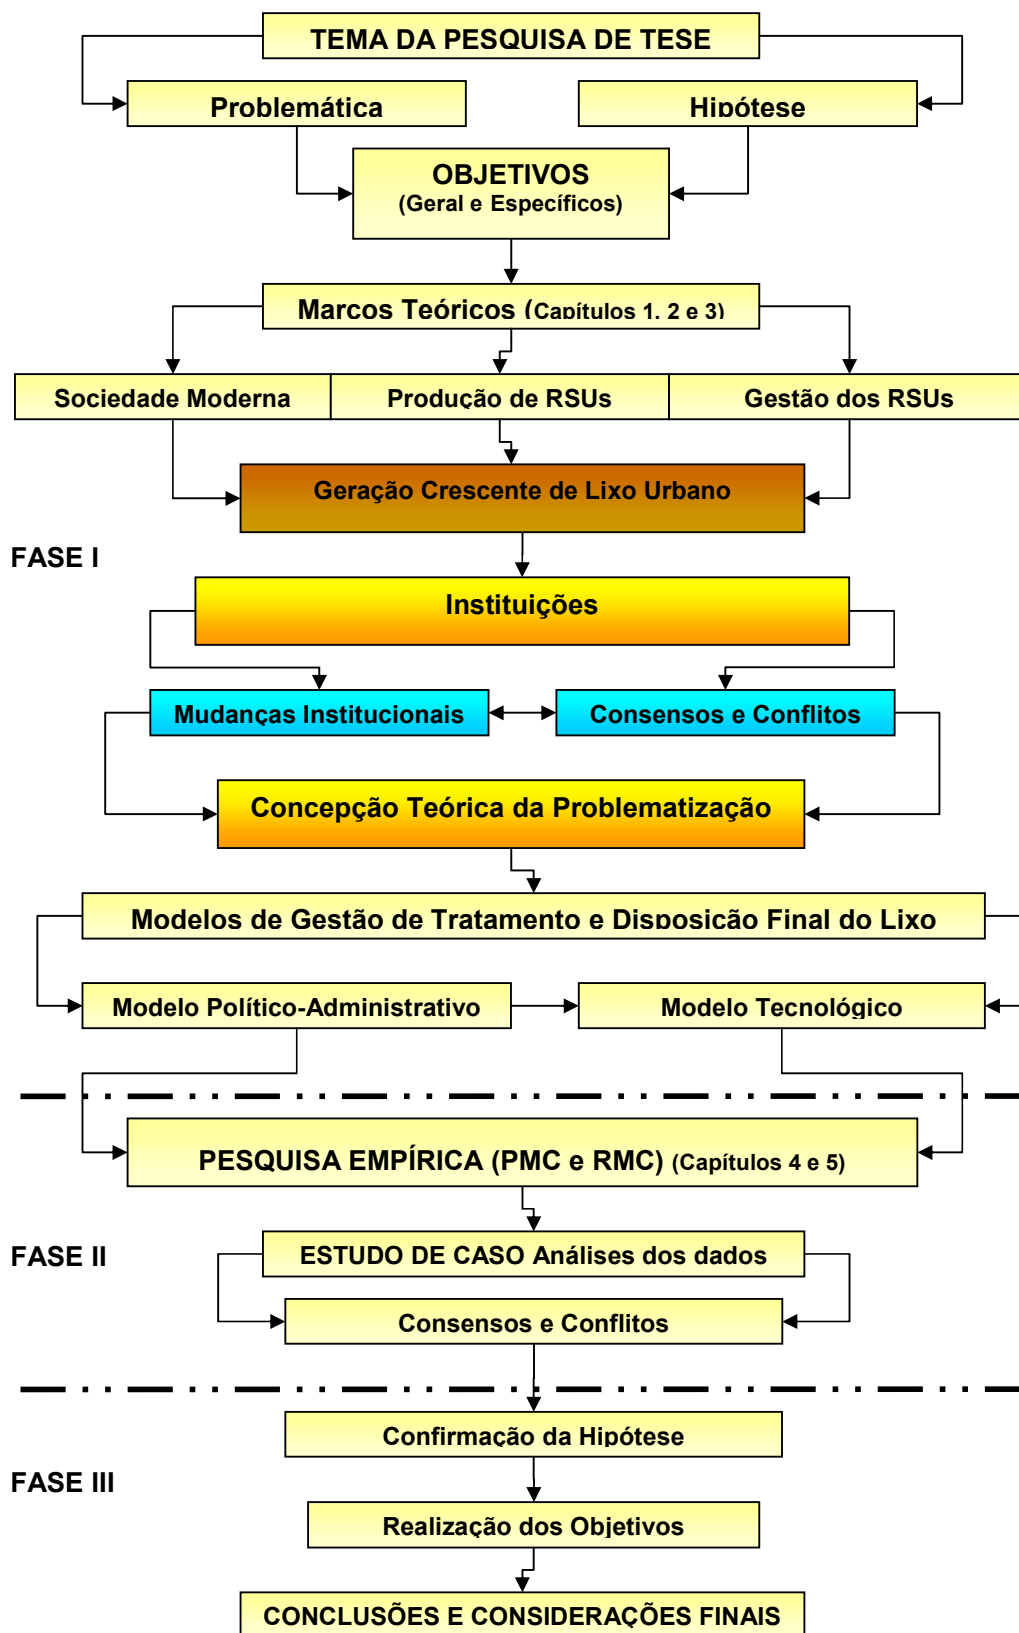 TEMA DA PESQUISA DE TESE
Problemática
Hipótese
OBJETIVOS
(Geral e Específicos)
Marcos Teóricos (Capítulos 1, 2 e 3)
Sociedade Moderna
Produção de RSUs
Gestão dos RSUs
Geração Crescente de Lixo Urbano
FASE I
Instituições
Mudanças Institucionais
Consensos e Conflitos
Concepção Teórica da Problematização
Modelos de Gestão de Tratamento e Disposição Final do Lixo
Modelo Político-Administrativo
Modelo Tecnológico
PESQUISA EMPÍRICA (PMC e RMC) (Capítulos 4 e 5)
FASE II
ESTUDO DE CASO Análises dos dados
Consensos e Conflitos
Confirmação da Hipótese
FASE III
Realização dos Objetivos
CONCLUSÕES E CONSIDERAÇÕES FINAIS